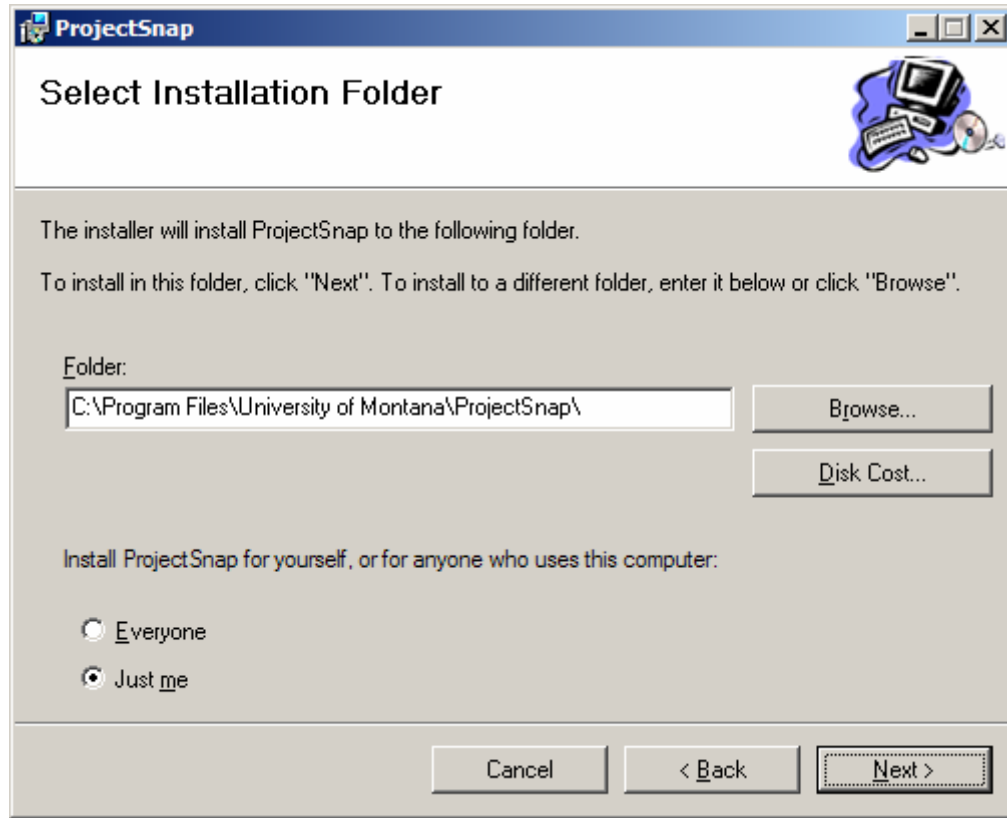 ProjectSnap
Select Installation Folder
The installer will install ProjectSnap to the following folder.
To install in this folder, click "Next". To install to a different folder, enter it below or click "Browse".
Folder:
C:\Program Files\University of Montana\ProjectSnap\
Browse...
Disk Cost...
Install ProjectSnap for yourself, or for anyone who uses this computer:
Everyone
Just me
Cancel
< Back
Next >